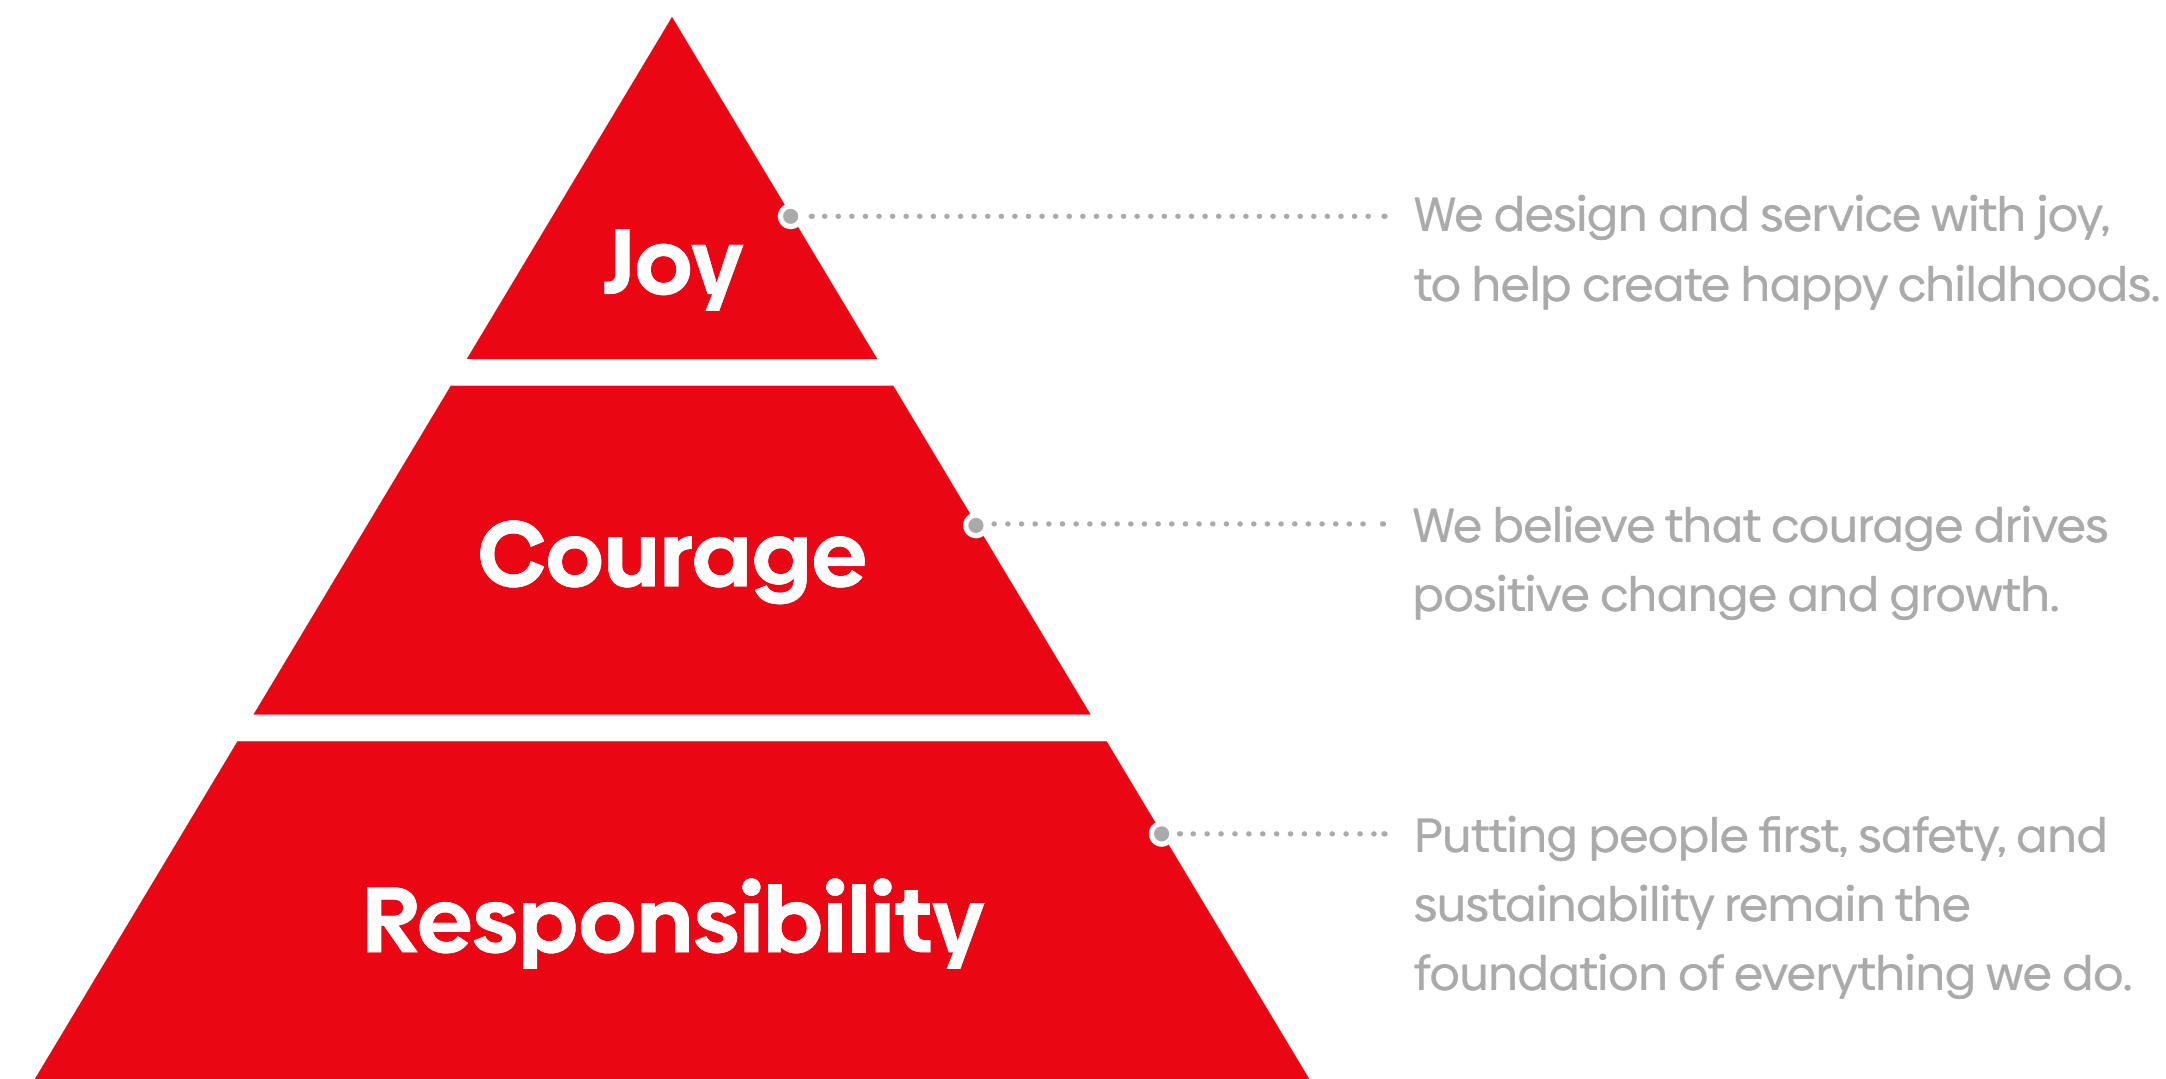 Joy
We design and service with joy,
to help create happy childhoods.
Courage
We believe that courage drives
positive change and growth.
Responsibility
Putting people first, safety, and
sustainability remain the
foundation of everything we do.